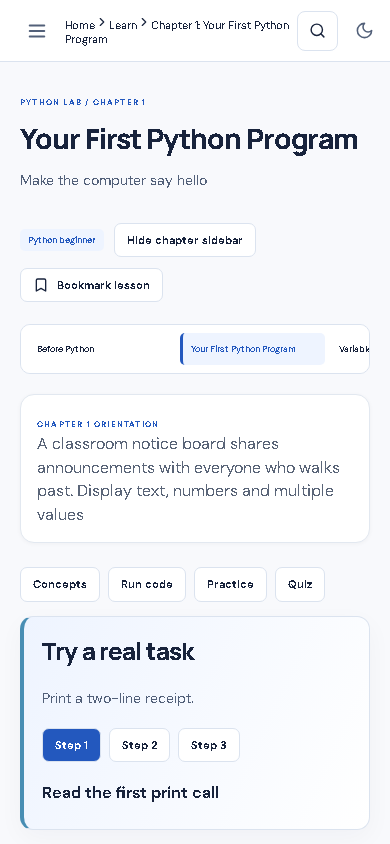 Home > Learn > Chapter 1: Your First Python
Program
PYTHON LAB / CHAPTER 1
Your First Python Program
Make the computer say hello
Python beginner
Hide chapter sidebar
Bookmark lesson
Before Python
Your First Python Program
CHAPTER 1 ORIENTATION
A classroom notice board shares
announcements with everyone who walks
past. Display text, numbers and multiple
values
Concepts
Run code
Practice
Quiz
Try a real task
Print a two-line receipt.
Step 1
Step 2
Step 3
Read the first print call